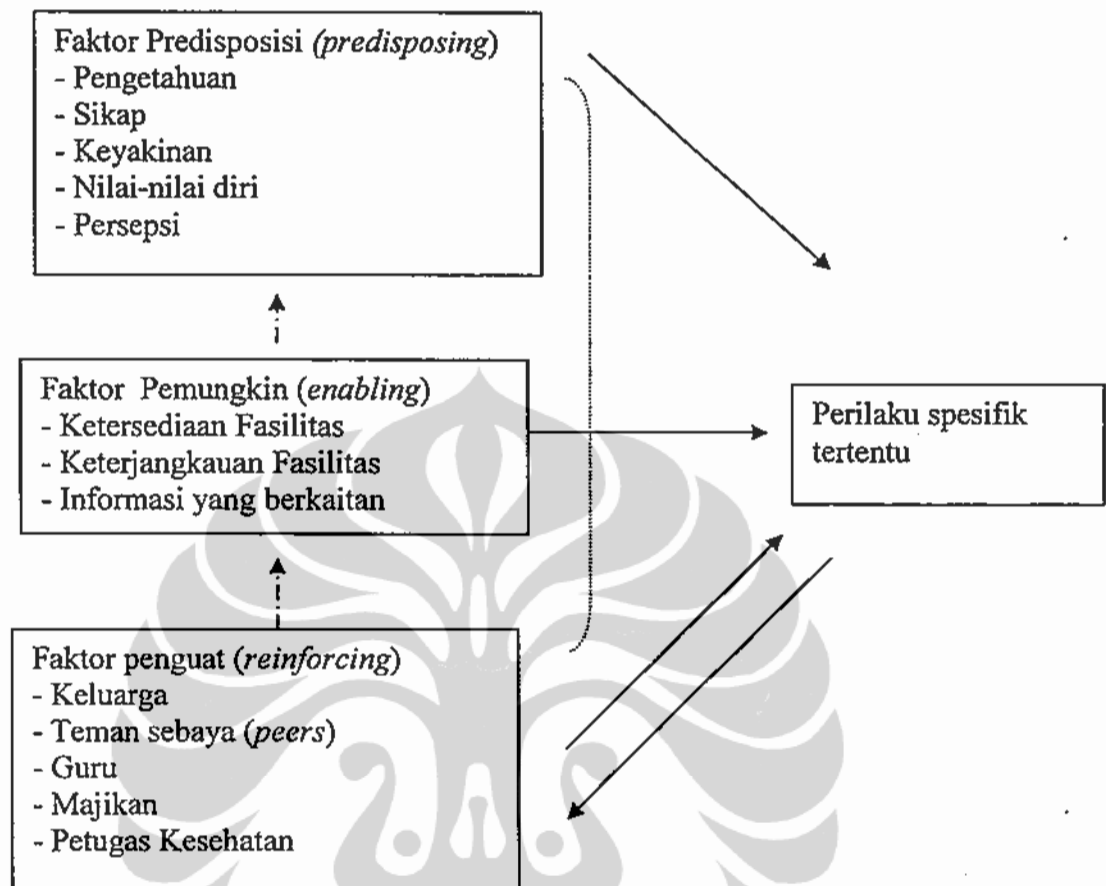 Faktor Predisposisi (predisposing)
- Pengetahuan
- Sikap
- Keyakinan
- Nilai-nilai diri
- Persepsi
Faktor Pemungkin (enabling)
- Ketersediaan Fasilitas
- Keterjangkauan Fasilitas
- Informasi yang berkaitan
Perilaku spesifik
tertentu
Faktor penguat (reinforcing)
- Keluarga
- Teman sebaya (peers)
- Guru
- Majikan
- Petugas Kesehatan